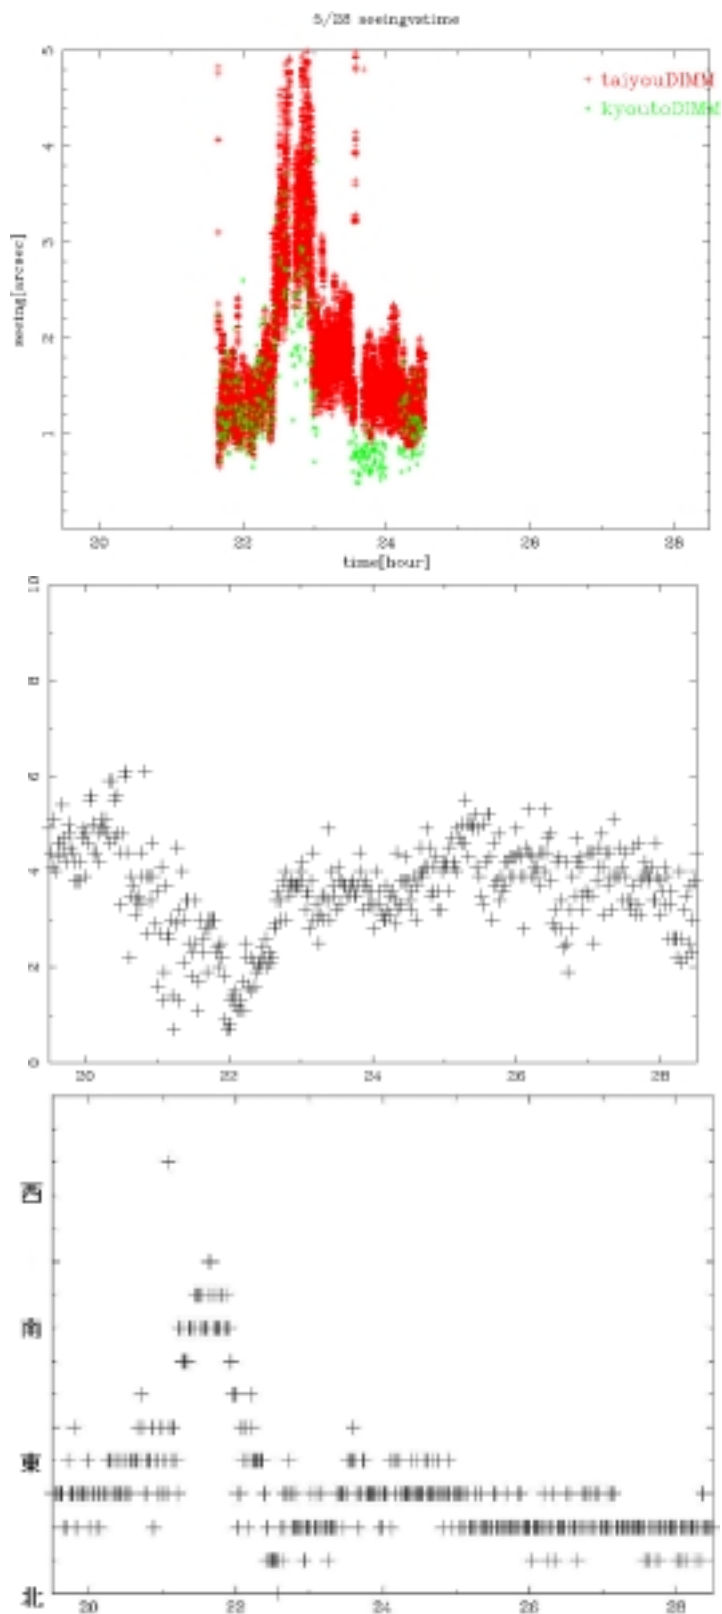 5/28 seeingvstime
5
4
3
2
1
seeing[arcsec]
+ taiyouDIMM
+ kyoutoDIMM
20 22 24 26 28
time[hour]
10
8
6
4
2
0
20 22 24 26 28
西
南
東
北
20 22 24 26 28